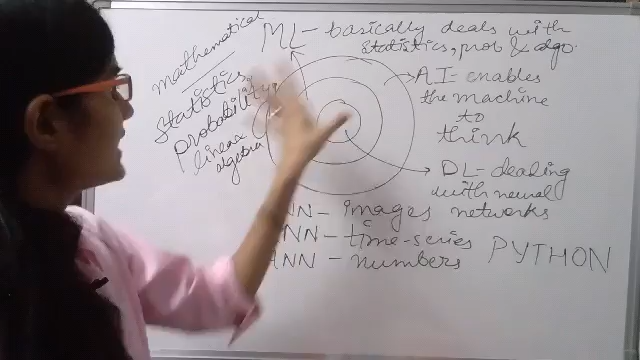 mathematical
statistics,
probability,
linear
algebra
ML - basically deals with
statistics, prob & algo.
AI - enables
the machine
to
think
DL - dealing
with neural
networks
NN - images
NN - time-series
ANN - numbers
PYTHON